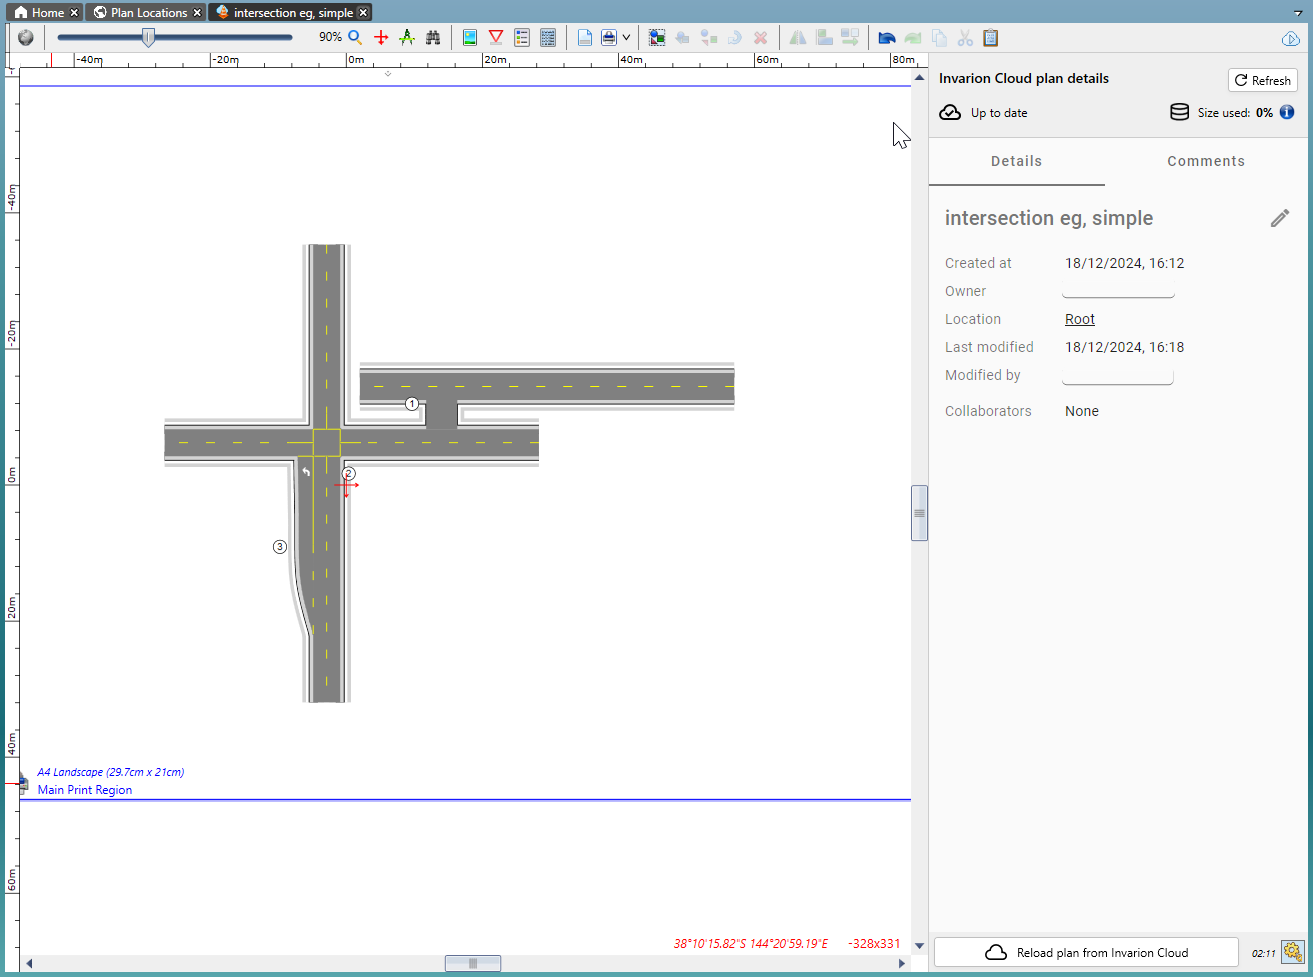 Home
Plan Locations
intersection eg, simple
90%
-40m
-20m
0m
20m
40m
60m
80m
Invarion Cloud plan details
Refresh
Up to date
Size used: 0%
Details
Comments
intersection eg, simple
Created at 18/12/2024, 16:12
Owner
Location Root
Last modified 18/12/2024, 16:18
Modified by
Collaborators None
-40m
-20m
0m
20m
40m
60m
1
2
3
A4 Landscape (29.7cm x 21cm)
Main Print Region
38°10'15.82"S 144°20'59.19"E -328x331
Reload plan from Invarion Cloud
02:11